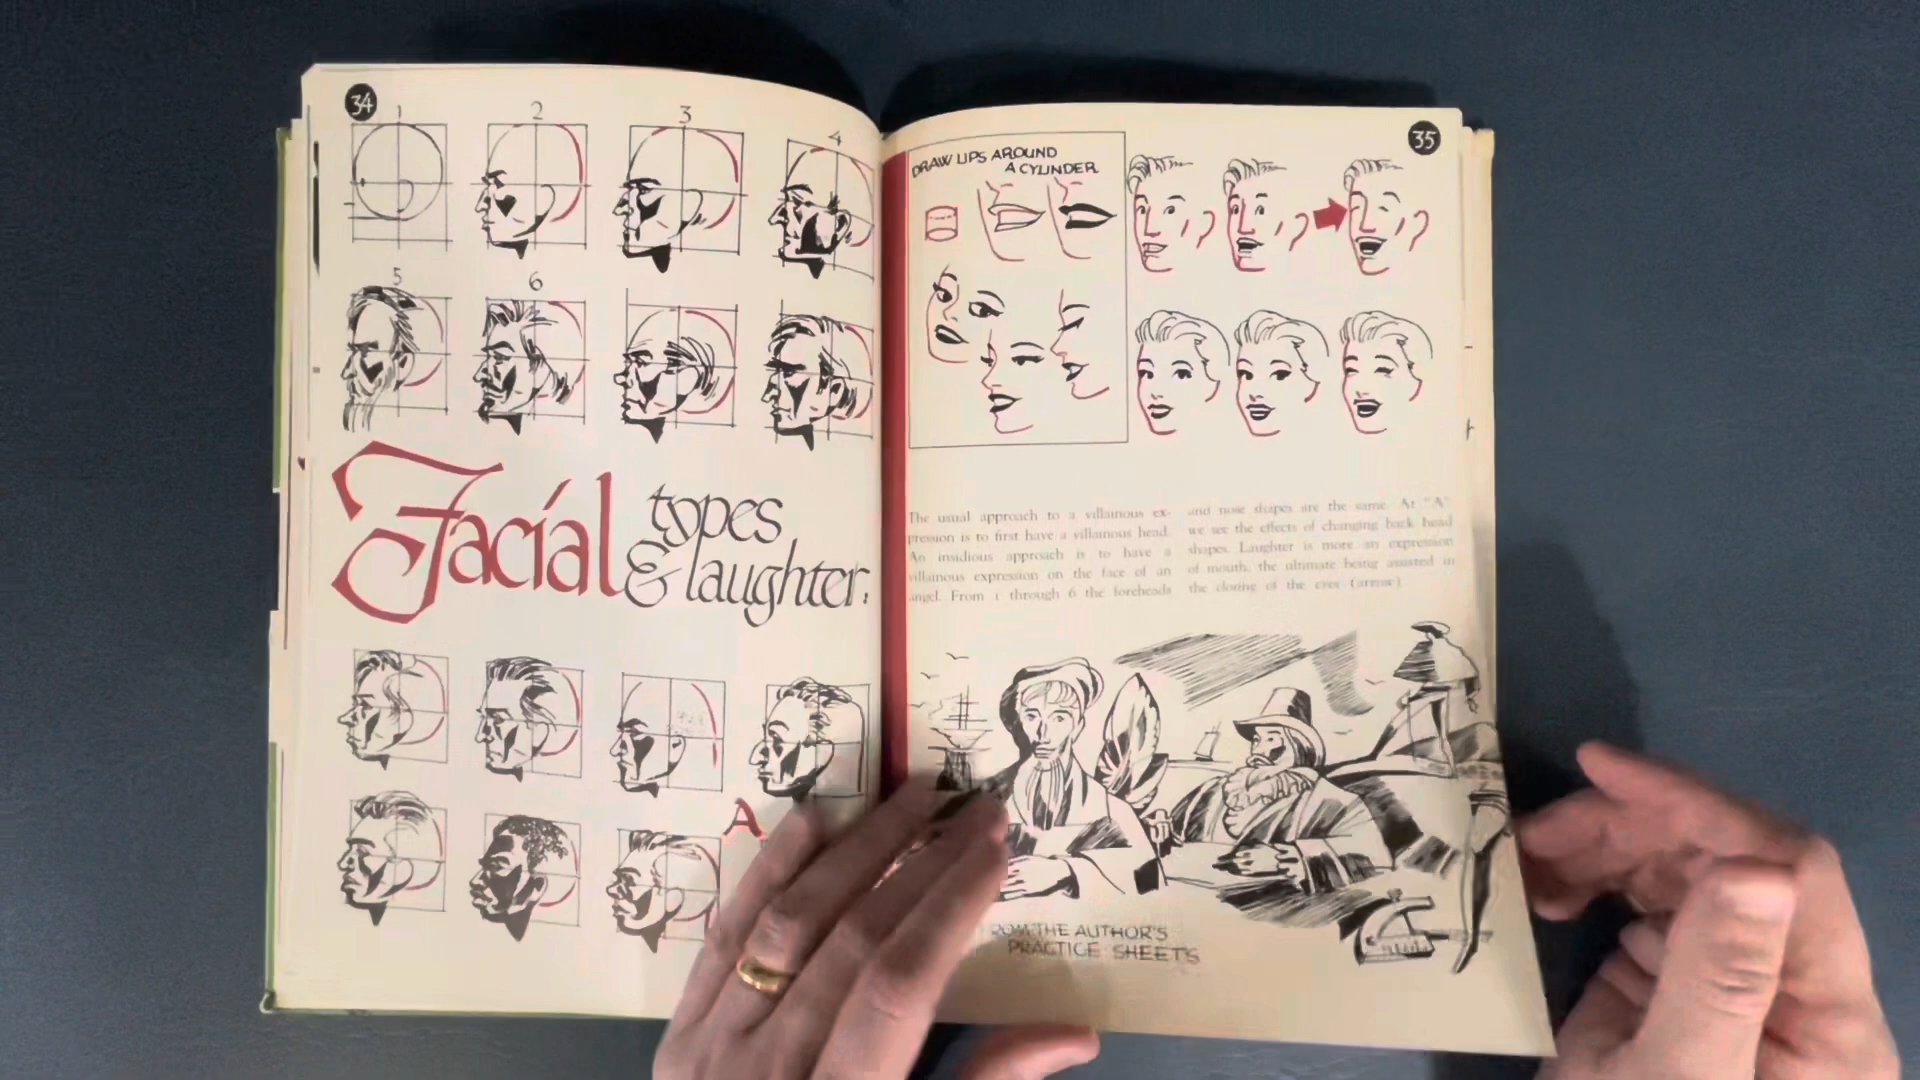 34
1
2
3
4
5
6
Facial types
& laughter.
A
35
DRAW LIPS AROUND
A CYLINDER
The usual approach to a villainous ex-
pression is to first have a villainous head.
An insidious approach is to have a
villainous expression on the face of an
angel. From 1 through 6 the foreheads
and nose shapes are the same. At "A"
we see the effects of changing back head
shapes. Laughter is more an expression
of mouth, the ultimate being assisted in
the closing of the eyes (arrow).
ROM THE AUTHOR'S
PRACTICE SHEETS